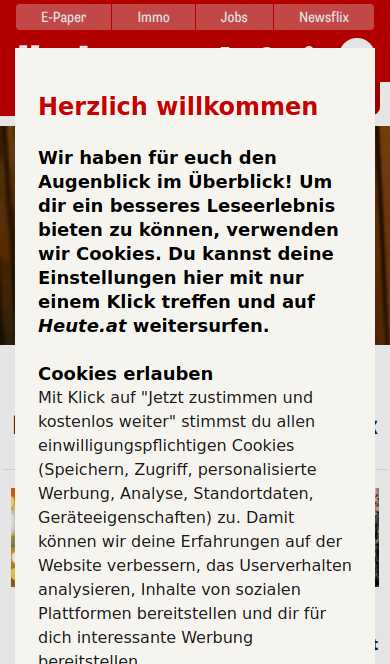 E-Paper
Immo
Jobs
Newsflix
Herzlich willkommen
Wir haben für euch den
Augenblick im Überblick! Um
dir ein besseres Leseerlebnis
bieten zu können, verwenden
wir Cookies. Du kannst deine
Einstellungen hier mit nur
einem Klick treffen und auf
Heute.at weitersurfen.
Cookies erlauben
Mit Klick auf "Jetzt zustimmen und
kostenlos weiter" stimmst du allen
einwilligungspflichtigen Cookies
(Speichern, Zugriff, personalisierte
Werbung, Analyse, Standortdaten,
Geräteeigenschaften) zu. Damit
können wir deine Erfahrungen auf der
Website verbessern, das Userverhalten
analysieren, Inhalte von sozialen
Plattformen bereitstellen und dir für
dich interessante Werbung
bereitstellen